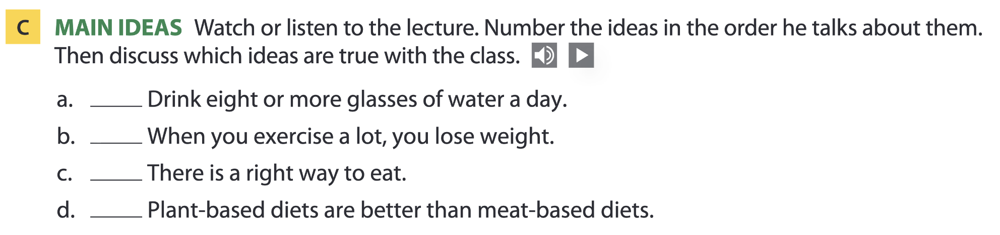 C MAIN IDEAS Watch or listen to the lecture. Number the ideas in the order he talks about them.
Then discuss which ideas are true with the class.
a. _____ Drink eight or more glasses of water a day.
b. _____ When you exercise a lot, you lose weight.
c. _____ There is a right way to eat.
d. _____ Plant-based diets are better than meat-based diets.